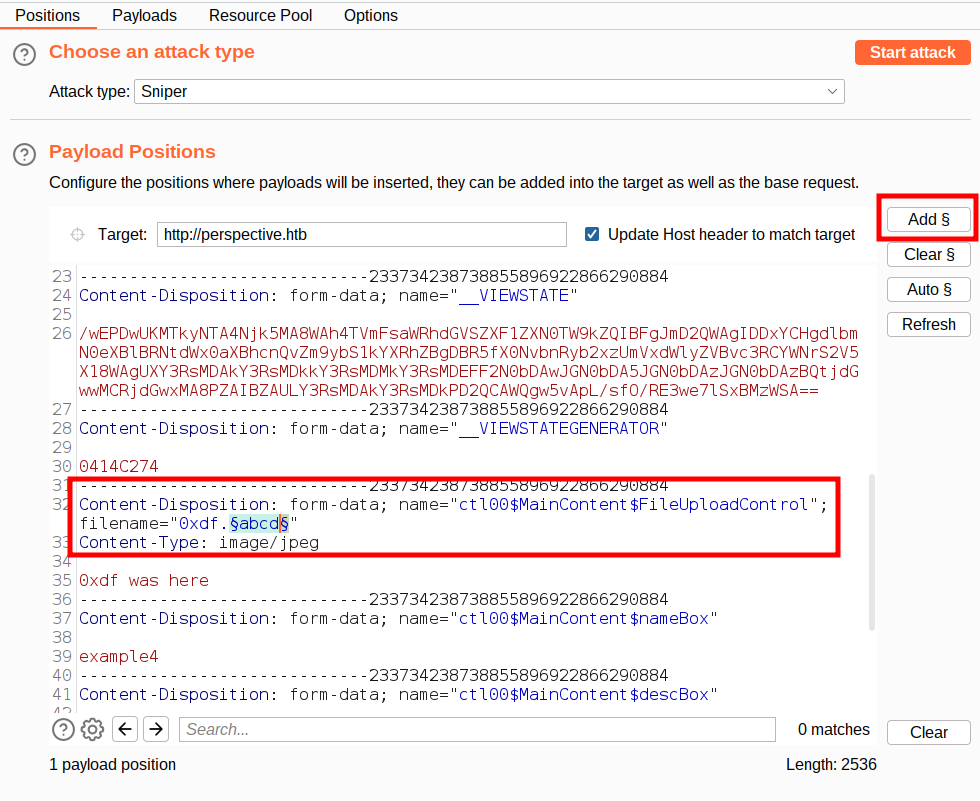 Positions Payloads Resource Pool Options
Choose an attack type
Start attack
Attack type: Sniper
Payload Positions
Configure the positions where payloads will be inserted, they can be added into the target as well as the base request.
Add §
Target: http://perspective.htb
Update Host header to match target
Clear §
Auto §
Refresh
23 -----------------------------233734238738855896922866290884
24 Content-Disposition: form-data; name="__VIEWSTATE"
25
26 /wEPDwUKMTkyNTA4Njk5MA8WAh4TVmFsaWRhdGVSZXF1ZXN0TW9kZQIBFgJmD2QWAgIDDxYCHgdlbm
N0eXBlBRNtdWx0aXBhcnQvZm9ybS1kYXRhZBgDBR5fX0NvbnRyb2xzUmVxdWlyZVBvc3RCYWNrS2V5
X18WAgUXY3RsMDAkY3RsMDkkY3RsMDMkY3RsMDEFF2N0bDAwJGN0bDA5JGN0bDAzJGN0bDAzBQtjdG
wwMCRjdGwxMA8PZAIBZAULY3RsMDAkY3RsMDkPD2QCAWQgw5vApL/sfO/RE3we7lSxBMzWSA==
27 -----------------------------233734238738855896922866290884
28 Content-Disposition: form-data; name="__VIEWSTATEGENERATOR"
29
30 0414C274
31 -----------------------------233734238738855896922866290884
32 Content-Disposition: form-data; name="ctl00$MainContent$FileUploadControl";
filename="0xdf.§abcd§"
33 Content-Type: image/jpeg
34
35 0xdf was here
36 -----------------------------233734238738855896922866290884
37 Content-Disposition: form-data; name="ctl00$MainContent$nameBox"
38
39 example4
40 -----------------------------233734238738855896922866290884
41 Content-Disposition: form-data; name="ctl00$MainContent$descBox"
42
Search...
0 matches
Clear
1 payload position
Length: 2536